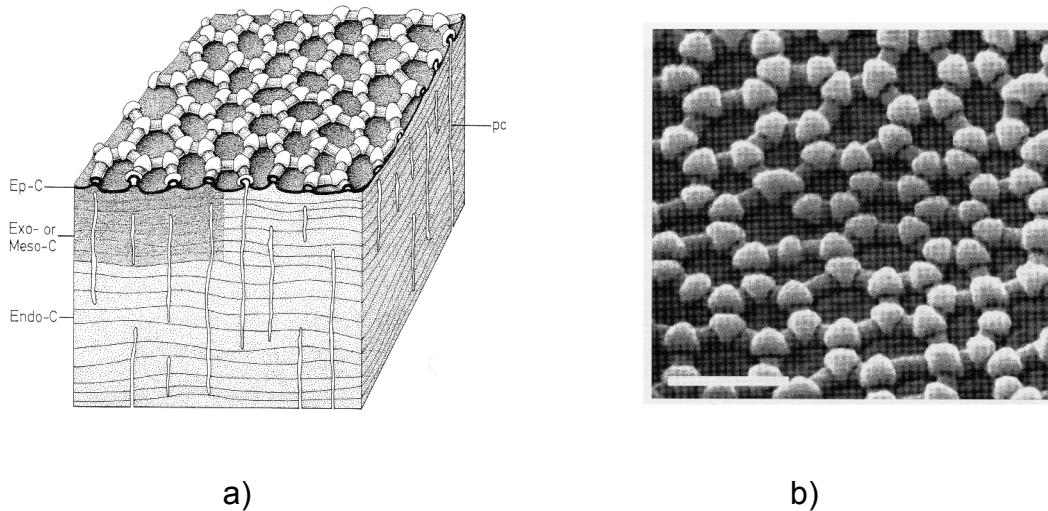 pc
Ep-C
Exo- or
Meso-C
Endo-C
a)
b)